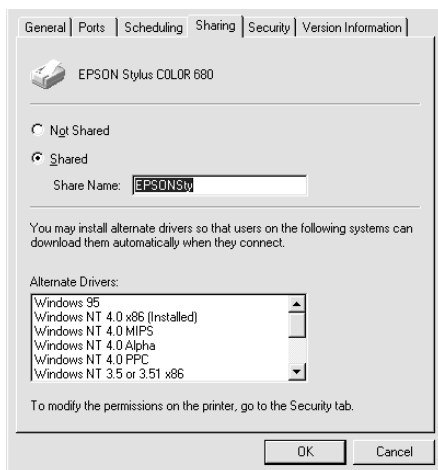 General Ports Scheduling Sharing Security Version Information
EPSON Stylus COLOR 680
Not Shared
Shared
Share Name: EPSONSty
You may install alternate drivers so that users on the following systems can
download them automatically when they connect.
Alternate Drivers:
Windows 95
Windows NT 4.0 x86 (Installed)
Windows NT 4.0 MIPS
Windows NT 4.0 Alpha
Windows NT 4.0 PPC
Windows NT 3.5 or 3.51 x86
To modify the permissions on the printer, go to the Security tab.
OK Cancel